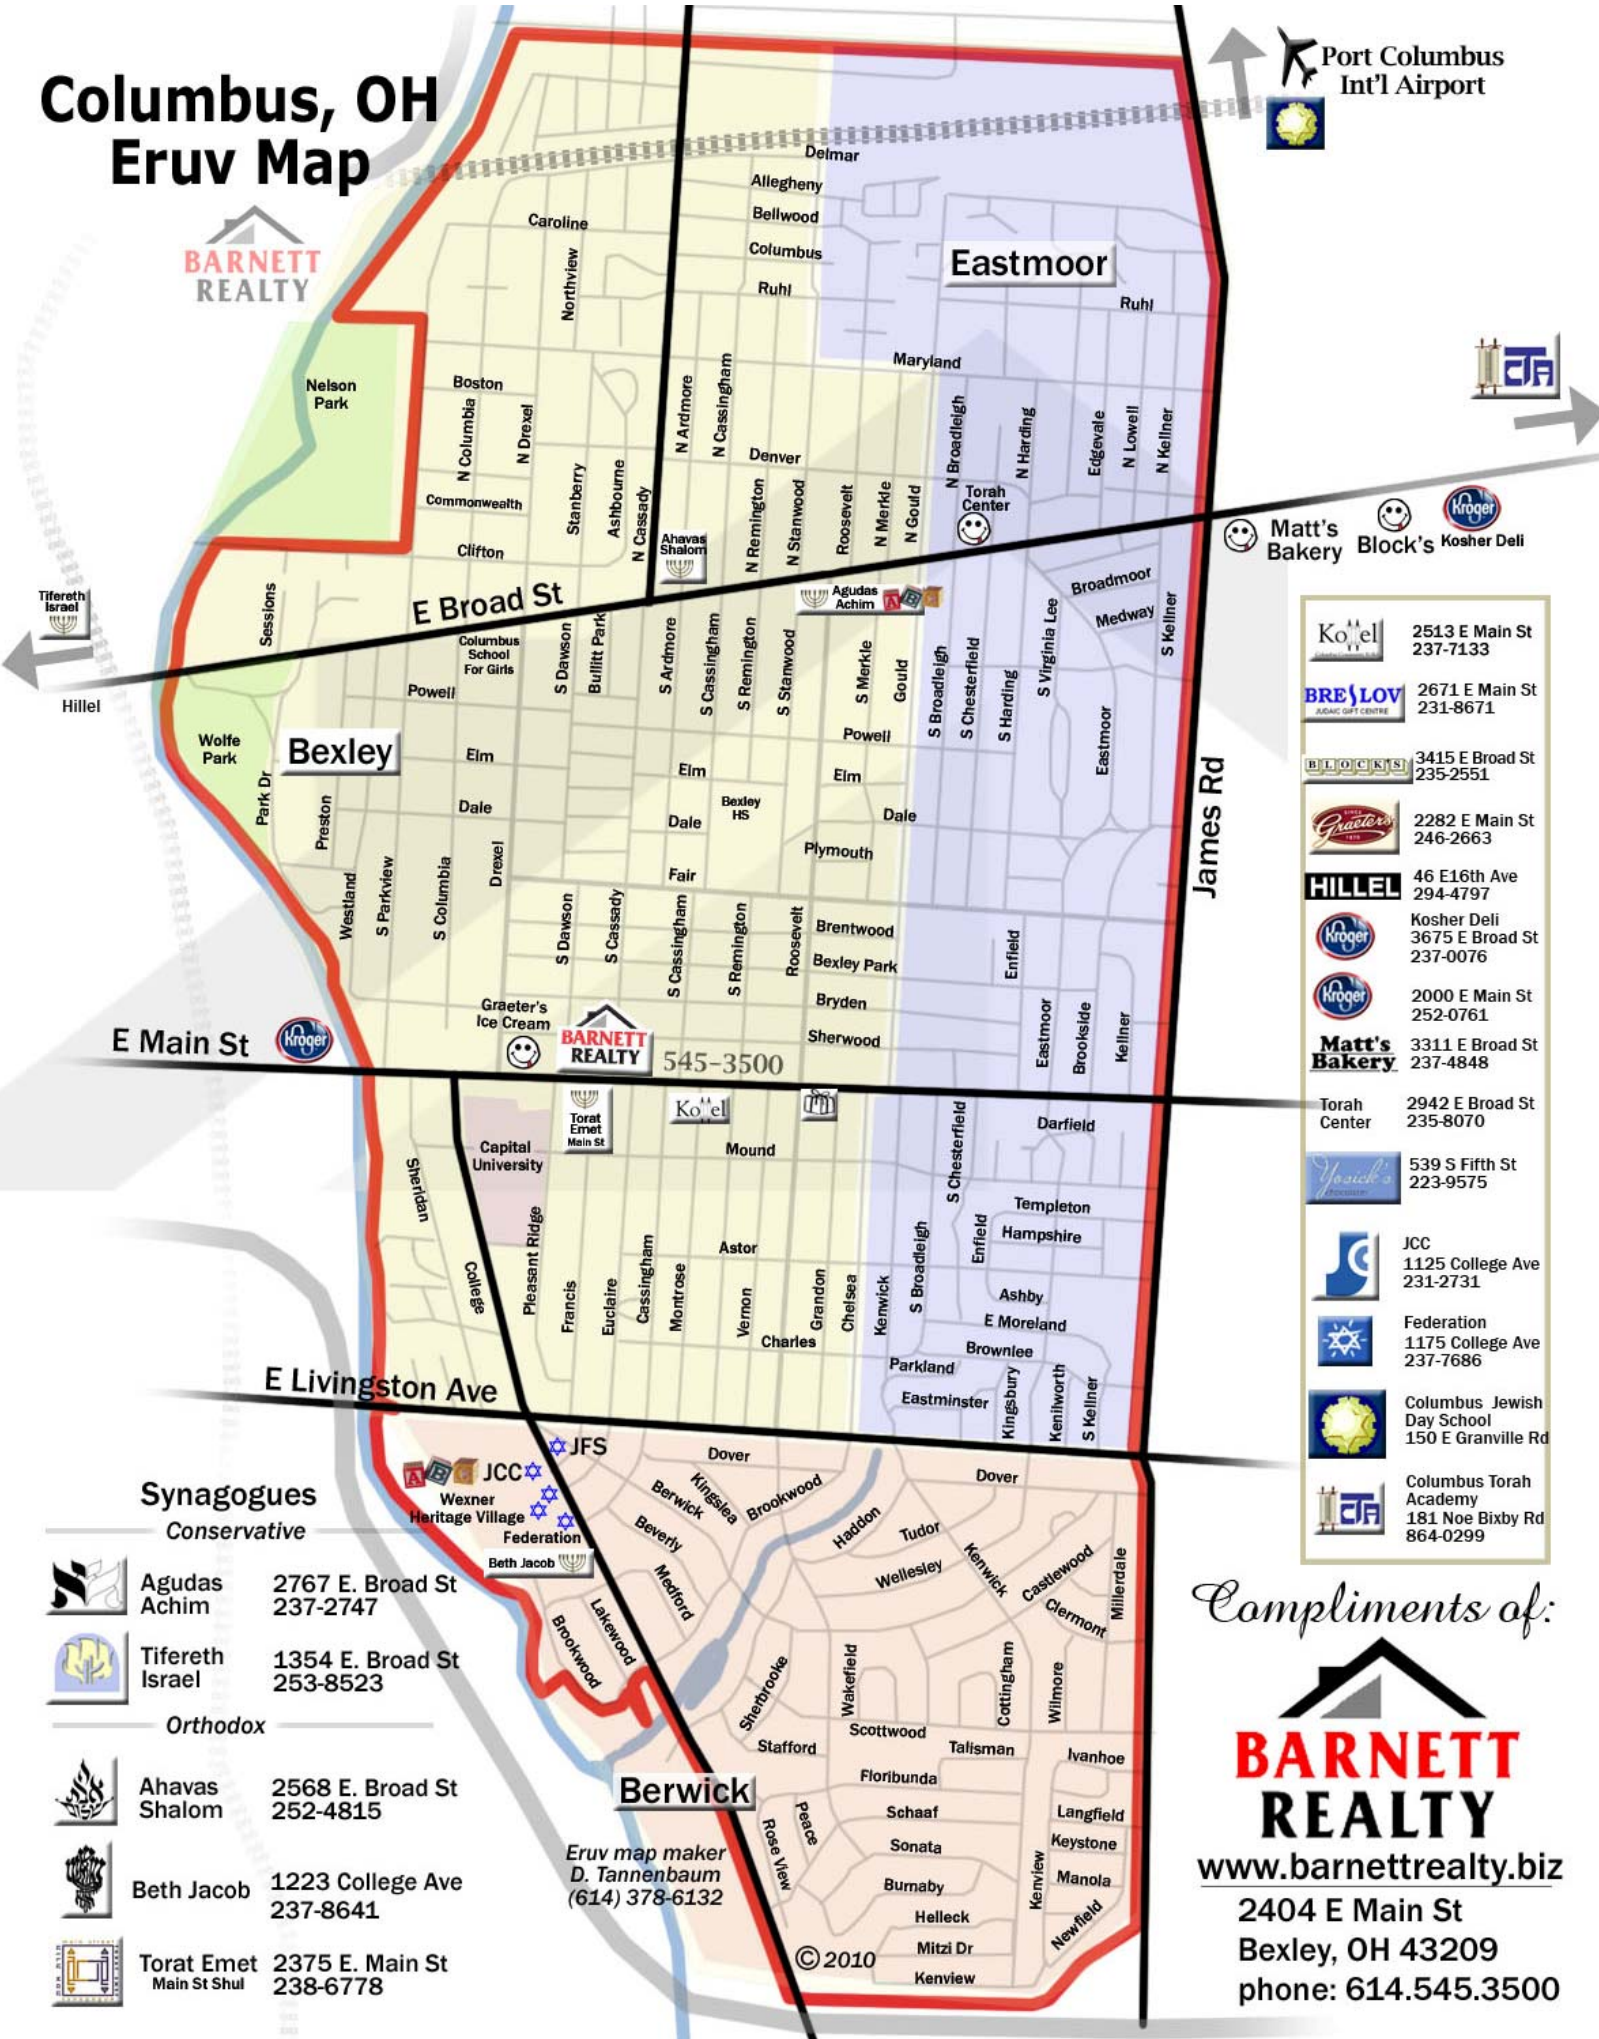 Columbus, OH
Eruv Map
BARNETT
REALTY
Port Columbus
Int'l Airport
Delmar
Allegheny
Bellwood
Caroline
Columbus
Northview
Ruhl
Eastmoor
Ruhl
Maryland
Nelson
Park
Boston
N Columbia
N Drexel
N Ardmore
N Cassingham
N Broadleigh
N Harding
Edgevale
N Lowell
N Kellner
CTA
Denver
Commonwealth
Stanberry
Ashbourne
N Cassady
N Remington
N Stanwood
Roosevelt
N Merkle
N Gould
Torah
Center
Clifton
Ahavas
Shalom
Matt's
Bakery
Block's
Kroger
Kosher Deli
Tifereth
Israel
Hillel
Sessions
E Broad St
Agudas
Achim
ABC
Broadmoor
Medway
S Kellner
Columbus
School
For Girls
S Dawson
Bullitt Park
S Ardmore
S Cassingham
S Remington
S Stanwood
S Merkle
Gould
S Broadleigh
S Chesterfield
S Harding
S Virginia Lee
Powell
Powell
Wolfe
Park
Bexley
Elm
Elm
Elm
Eastmoor
James Rd
Park Dr
Preston
Dale
Dale
Bexley
HS
Dale
Plymouth
Westland
S Parkview
S Columbia
Drexel
Fair
S Dawson
S Cassady
S Cassingham
S Remington
Roosevelt
Brentwood
Bexley Park
Enfield
Bryden
Sherwood
Eastmoor
Brookside
Kellner
E Main St
Kroger
Graeter's
Ice Cream
BARNETT
REALTY
545-3500
Torat
Emet
Main St
Kollel
Capital
University
Mound
S Chesterfield
Darfield
Sheridan
College
Pleasant Ridge
Francis
Euclaire
Cassingham
Montrose
Astor
Vernon
Charles
Grandon
Chelsea
Kenwick
S Broadleigh
Enfield
Templeton
Hampshire
Ashby
E Moreland
Brownlee
Parkland
Eastminster
Kingsbury
Kenilworth
S Kellner
E Livingston Ave
JFS
ABC
JCC
Wexner
Heritage Village
Federation
Beth Jacob
Dover
Dover
Berwick
Kingslea
Brookwood
Beverly
Medford
Haddon
Tudor
Wellesley
Kenwick
Castlewood
Clermont
Millerdale
Brookwood
Lakewood
Sherbrooke
Wakefield
Cottingham
Wilmore
Scottwood
Stafford
Talisman
Ivanhoe
Floribunda
Berwick
Rose View
Peace
Schaaf
Langfield
Sonata
Keystone
Burnaby
Kenview
Manola
Helleck
Newfield
Mitzi Dr
Kenview
Eruv map maker
D. Tannenbaum
(614) 378-6132
© 2010
Kollel
2513 E Main St
237-7133
BRESLOV
JUDAIC GIFT CENTRE
2671 E Main St
231-8671
BLOCK'S
3415 E Broad St
235-2551
SINCE
Graeter's
1870
2282 E Main St
246-2663
HILLEL
46 E16th Ave
294-4797
Kroger
Kosher Deli
3675 E Broad St
237-0076
Kroger
2000 E Main St
252-0761
Matt's
Bakery
3311 E Broad St
237-4848
Torah
Center
2942 E Broad St
235-8070
Yosick's
539 S Fifth St
223-9575
JCC
1125 College Ave
231-2731
Federation
1175 College Ave
237-7686
Columbus Jewish
Day School
150 E Granville Rd
CTA
Columbus Torah
Academy
181 Noe Bixby Rd
864-0299
Synagogues
Conservative
Agudas
Achim
2767 E. Broad St
237-2747
Tifereth
Israel
1354 E. Broad St
253-8523
Orthodox
Ahavas
Shalom
2568 E. Broad St
252-4815
Beth Jacob
1223 College Ave
237-8641
Torat Emet
Main St Shul
2375 E. Main St
238-6778
Compliments of:
BARNETT
REALTY
www.barnettrealty.biz
2404 E Main St
Bexley, OH 43209
phone: 614.545.3500